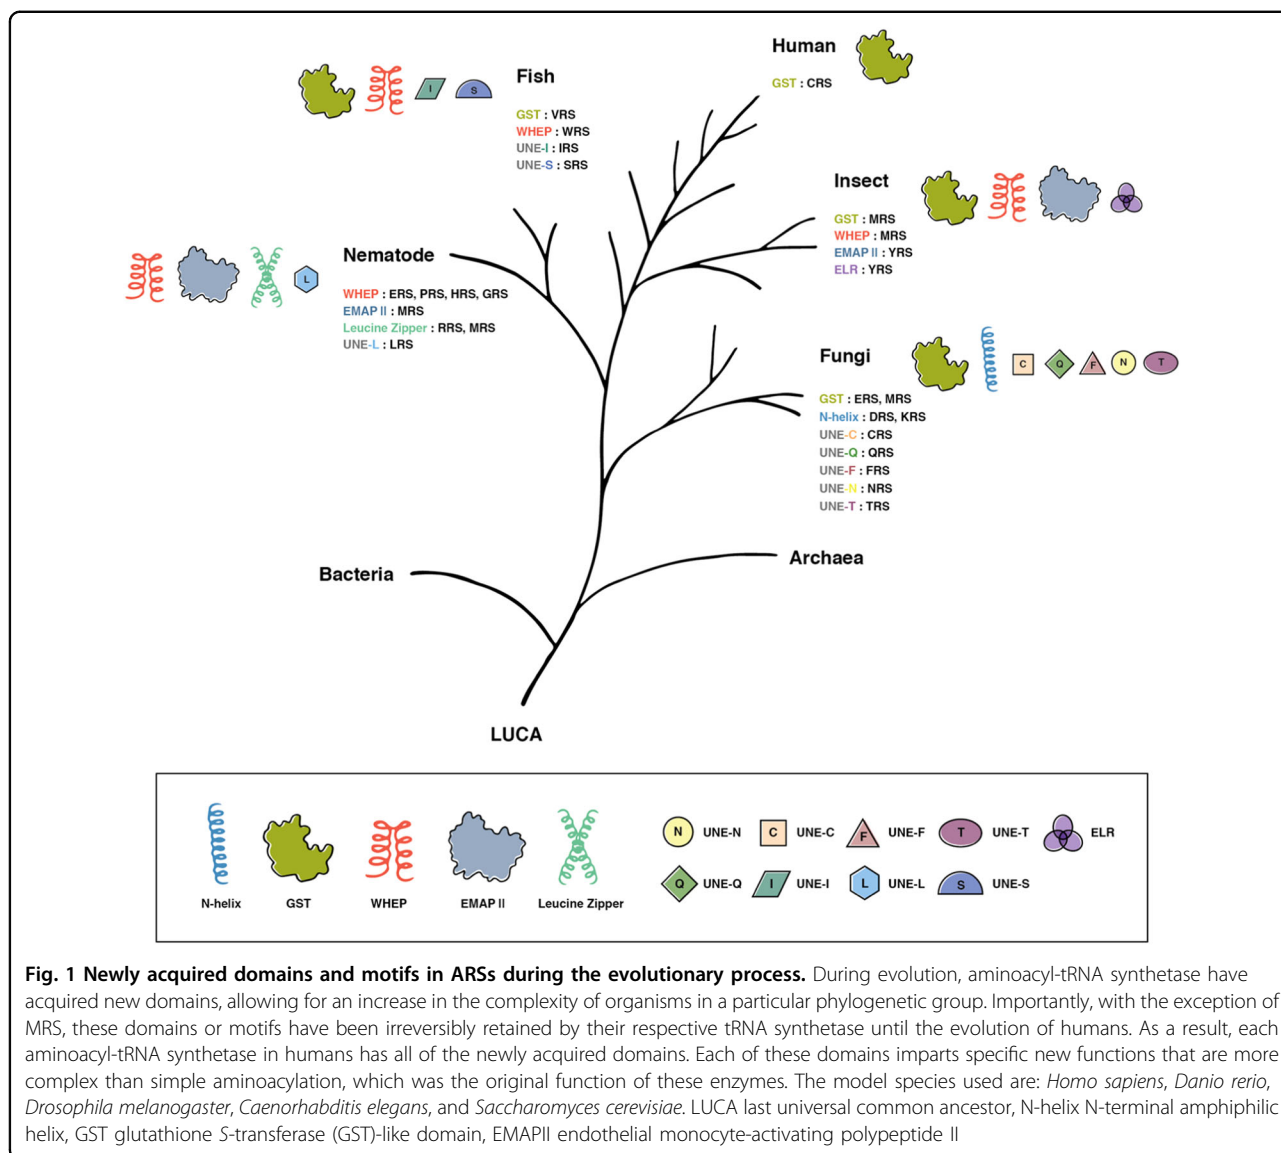 Human
GST : CRS
Fish
I
S
GST : VRS
WHEP : WRS
UNE-I : IRS
UNE-S : SRS
Insect
GST : MRS
WHEP : MRS
EMAP II : YRS
ELR : YRS
Nematode
L
WHEP : ERS, PRS, HRS, GRS
EMAP II : MRS
Leucine Zipper : RRS, MRS
UNE-L : LRS
Fungi
C
Q
F
N
T
GST : ERS, MRS
N-helix : DRS, KRS
UNE-C : CRS
UNE-Q : QRS
UNE-F : FRS
UNE-N : NRS
UNE-T : TRS
Archaea
Bacteria
LUCA
N-helix
GST
WHEP
EMAP II
Leucine Zipper
N UNE-N
C UNE-C
F UNE-F
T UNE-T
ELR
Q UNE-Q
I UNE-I
L UNE-L
S UNE-S
Fig. 1 Newly acquired domains and motifs in ARSs during the evolutionary process. During evolution, aminoacyl-tRNA synthetase have
acquired new domains, allowing for an increase in the complexity of organisms in a particular phylogenetic group. Importantly, with the exception of
MRS, these domains or motifs have been irreversibly retained by their respective tRNA synthetase until the evolution of humans. As a result, each
aminoacyl-tRNA synthetase in humans has all of the newly acquired domains. Each of these domains imparts specific new functions that are more
complex than simple aminoacylation, which was the original function of these enzymes. The model species used are: Homo sapiens, Danio rerio,
Drosophila melanogaster, Caenorhabditis elegans, and Saccharomyces cerevisiae. LUCA last universal common ancestor, N-helix N-terminal amphiphilic
helix, GST glutathione S-transferase (GST)-like domain, EMAPII endothelial monocyte-activating polypeptide II